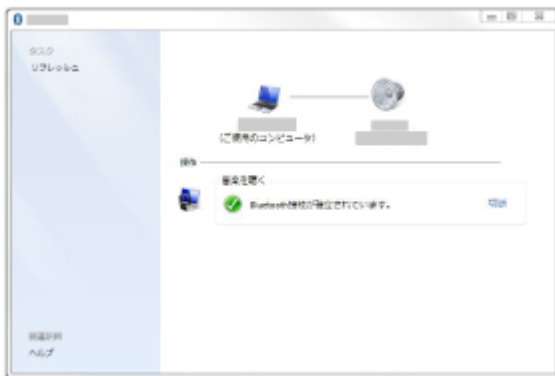 タスク
リフレッシュ
(ご使用のコンピュータ)
操作
音楽を聴く
Bluetooth接続が確立されています。
切断
関連項目
ヘルプ